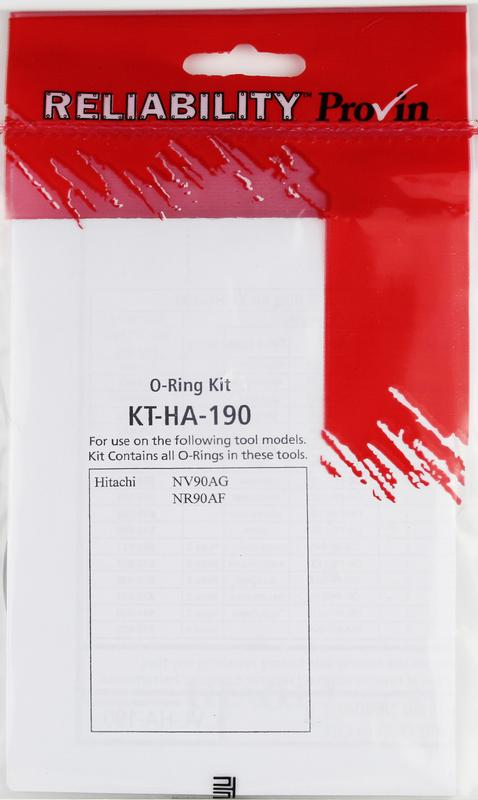 RELIABILITY™ Provin
O-Ring Kit
KT-HA-190
For use on the following tool models.
Kit Contains all O-Rings in these tools.
Hitachi NV90AG
NR90AF